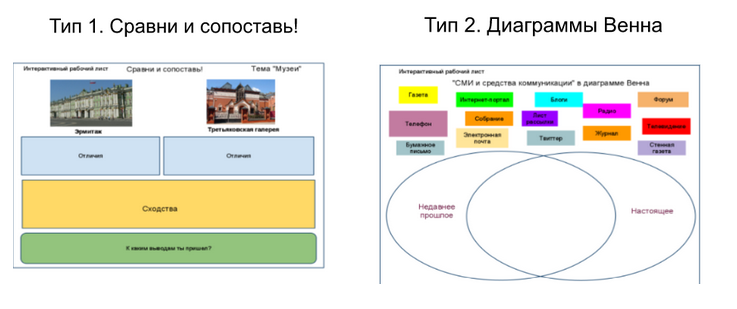 Тип 1. Сравни и сопоставь!
Тип 2. Диаграммы Венна
Интерактивный рабочий лист
Сравни и сопоставь!
Тема "Музеи"
Эрмитаж
Третьяковская галерея
Отличия
Отличия
Сходства
К каким выводам ты пришел?
Интерактивный рабочий лист
"СМИ и средства коммуникации" в диаграмме Венна
Газета
Интернет-портал
Блоги
Радио
Форум
Телефон
Собрание
Лист
рассылки
Телевидение
Электронная
почта
Твиттер
Журнал
Бумажное
письмо
Стенная
газета
Недавнее
прошлое
Настоящее